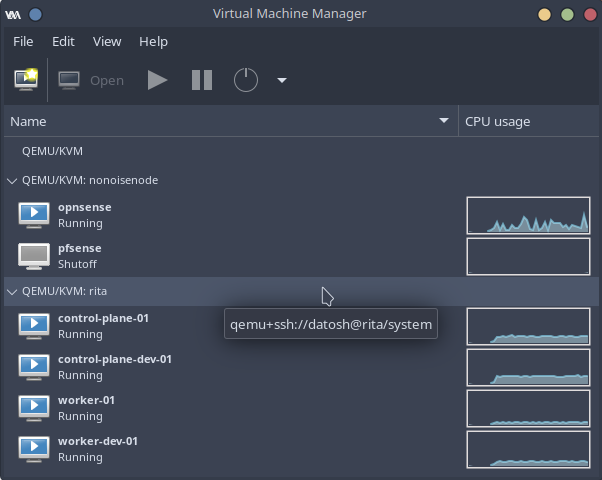 Virtual Machine Manager
File Edit View Help
Open
Name CPU usage
QEMU/KVM
QEMU/KVM: nonoisenode
opnsense
Running
pfsense
Shutoff
QEMU/KVM: rita
control-plane-01
Running
qemu+ssh://datosh@rita/system
control-plane-dev-01
Running
worker-01
Running
worker-dev-01
Running